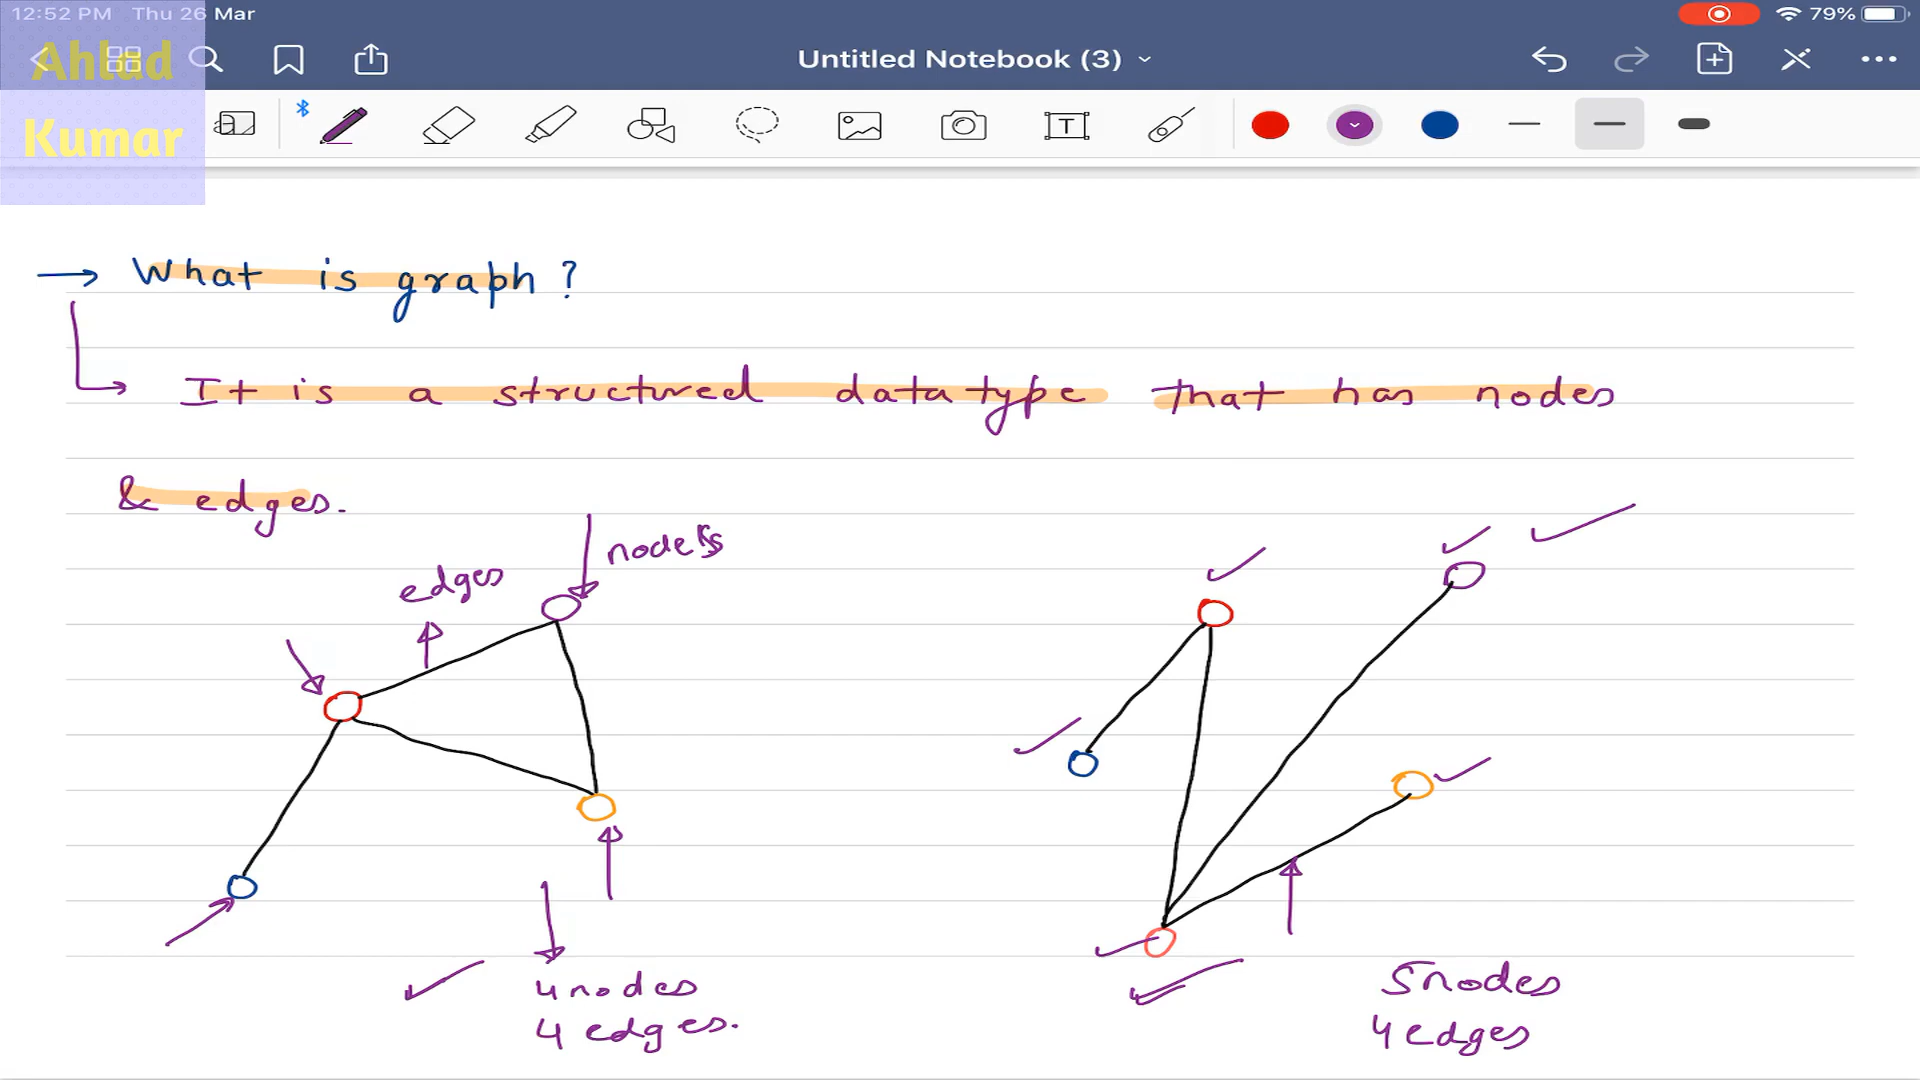 12:52 PM Thu 26 Mar
79%
Ahlad
Kumar
Untitled Notebook (3)
T
What is graph?
It is a structured datatype that has nodes
& edges.
edges
nodes
4 nodes
4 edges.
5 nodes
4 edges